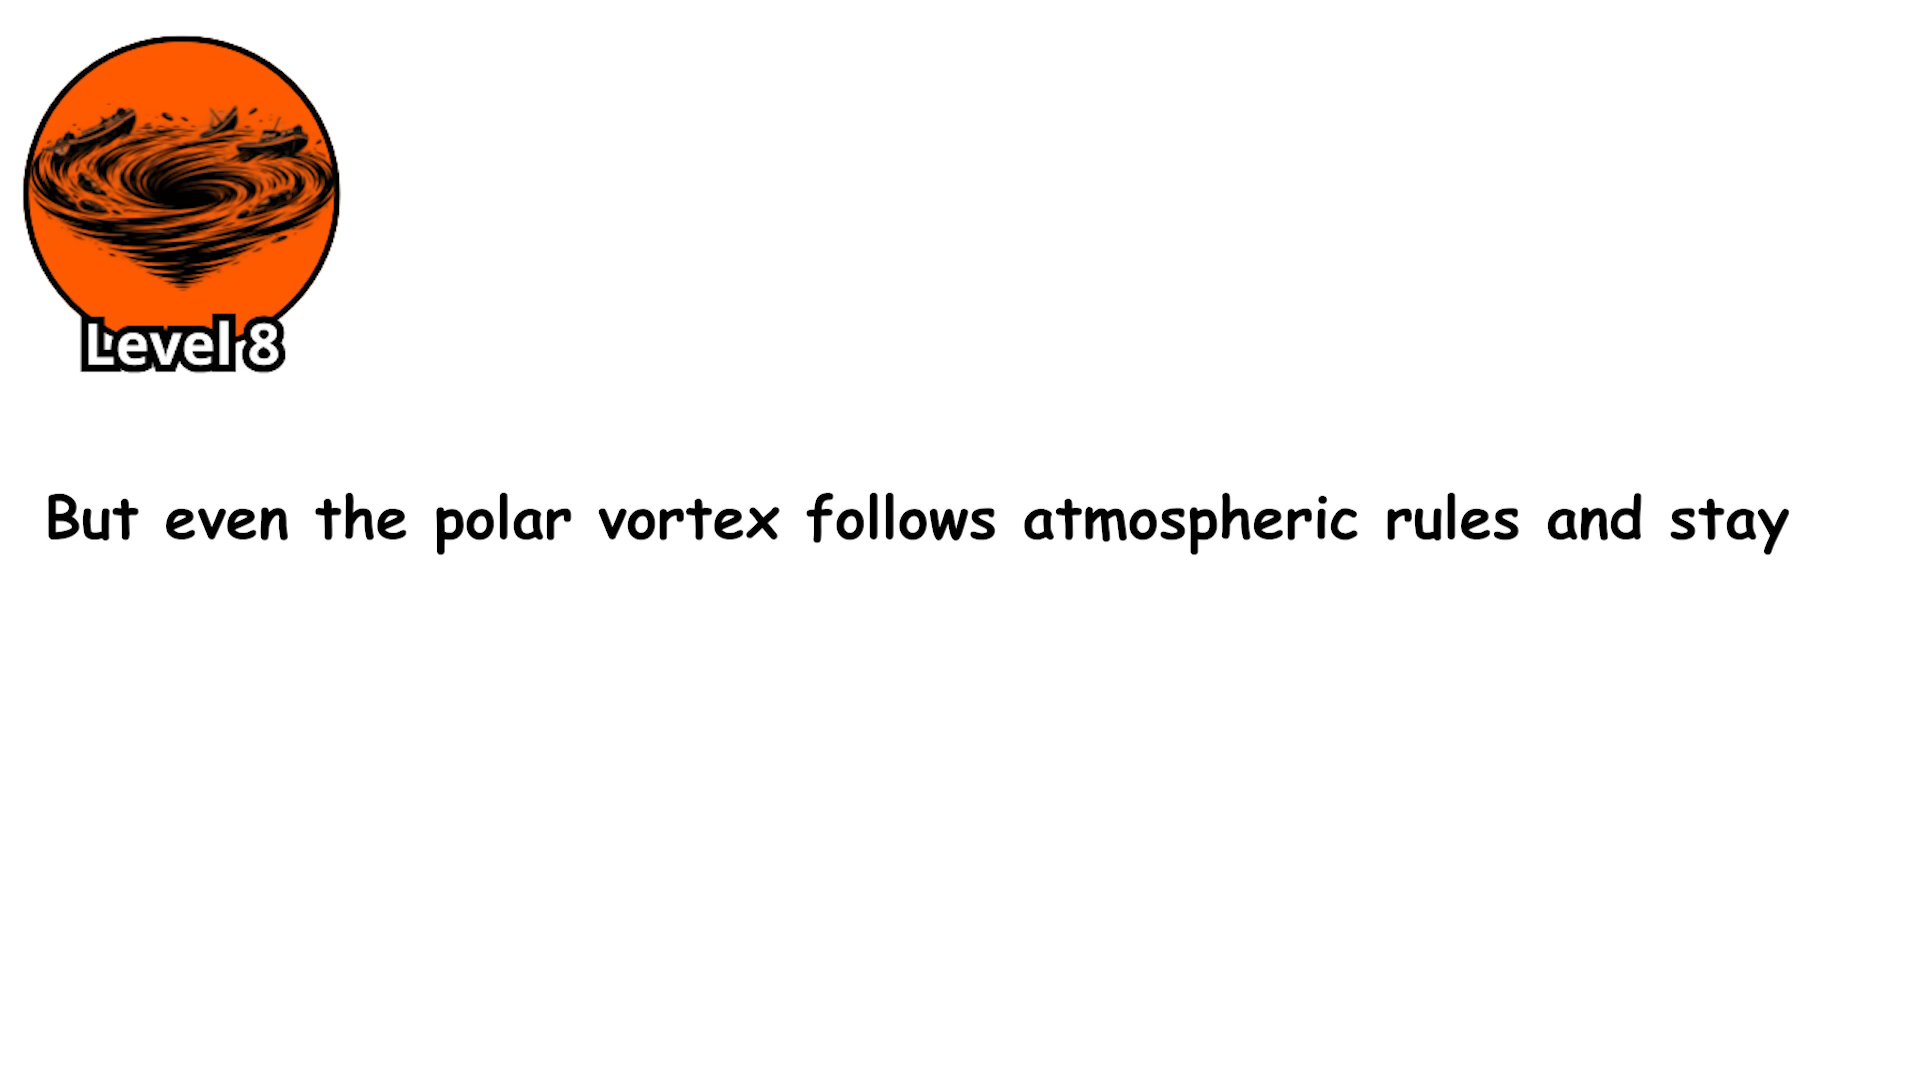 Level 8
But even the polar vortex follows atmospheric rules and stay